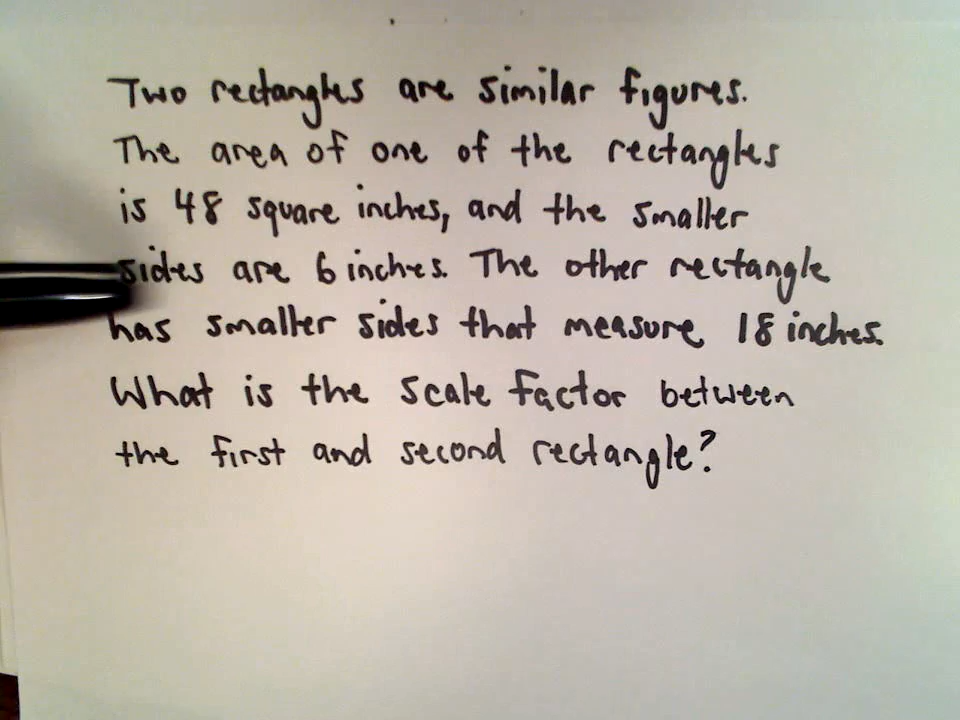 Two rectangles are similar figures.
The area of one of the rectangles
is 48 square inches, and the smaller
sides are 6 inches. The other rectangle
has smaller sides that measure 18 inches.
What is the scale factor between
the first and second rectangle?